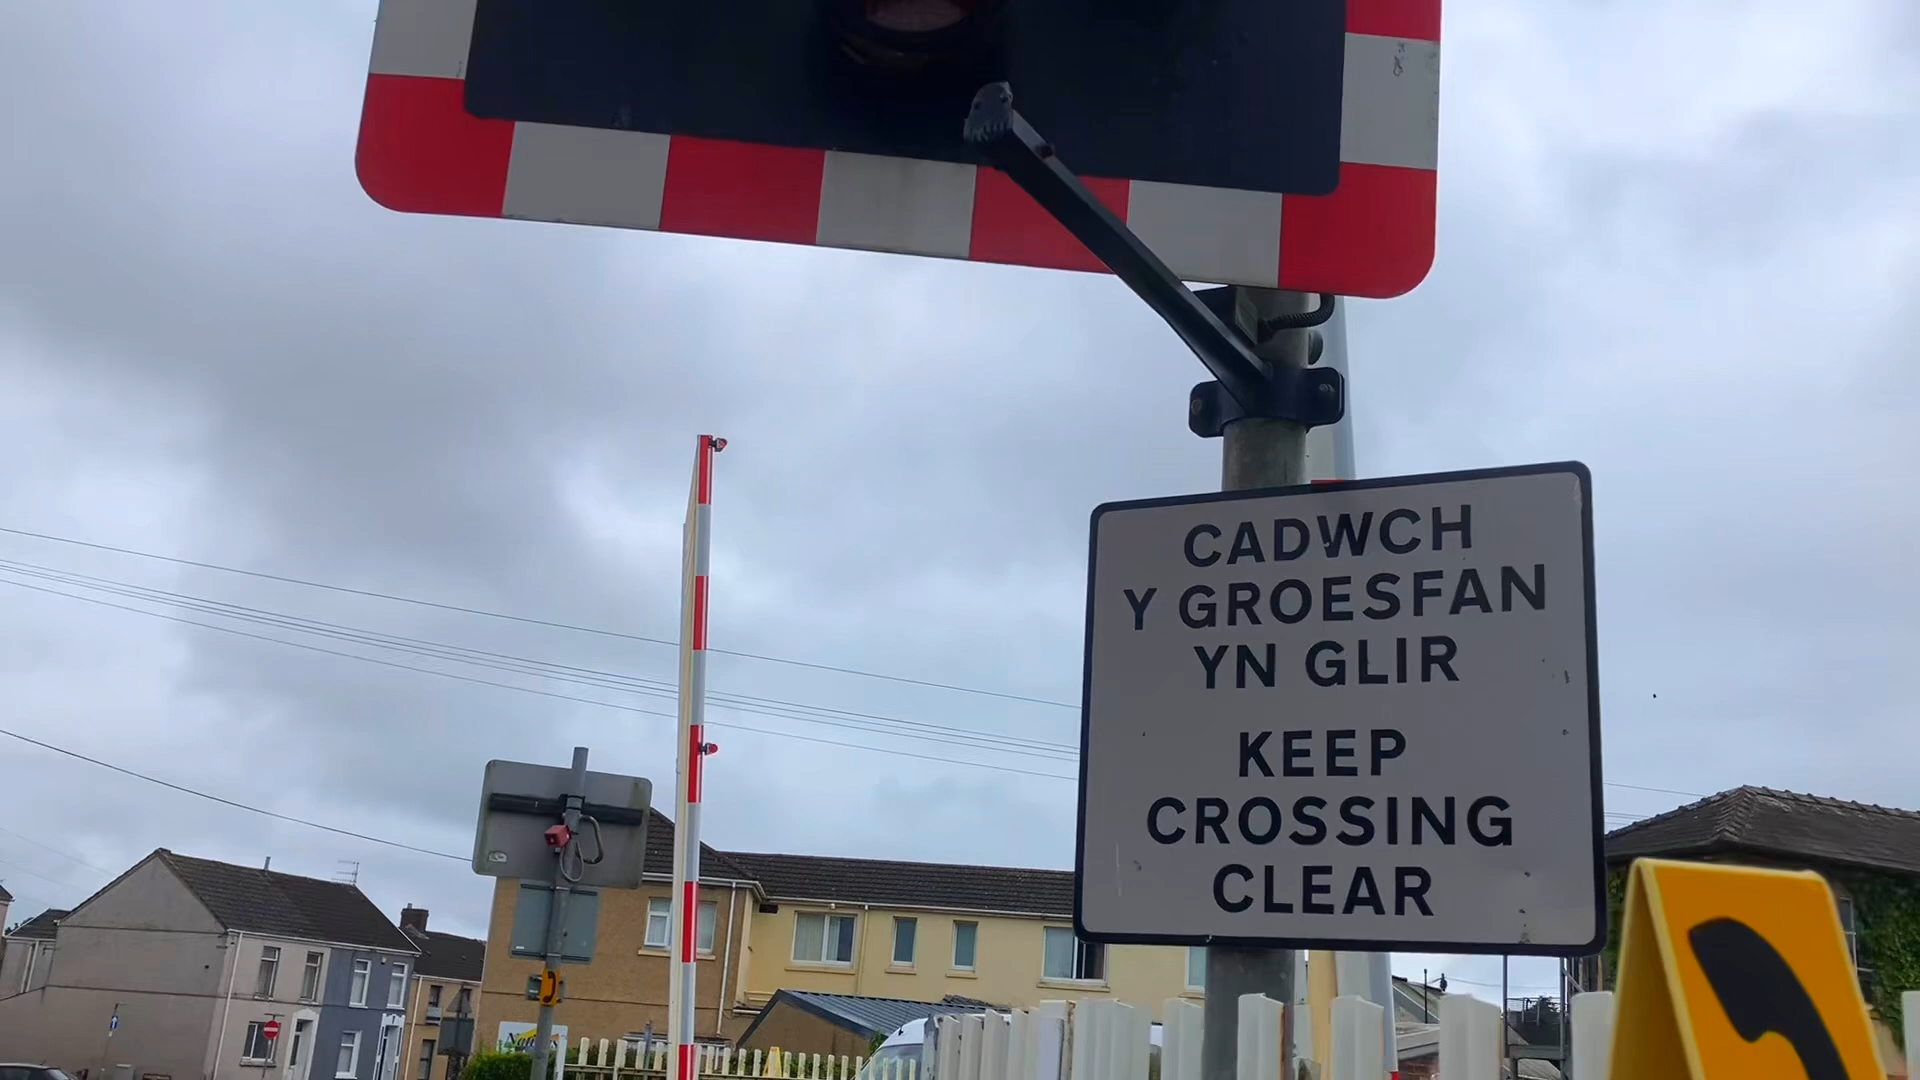 CADWCH
Y GROESFAN
YN GLIR
KEEP
CROSSING
CLEAR